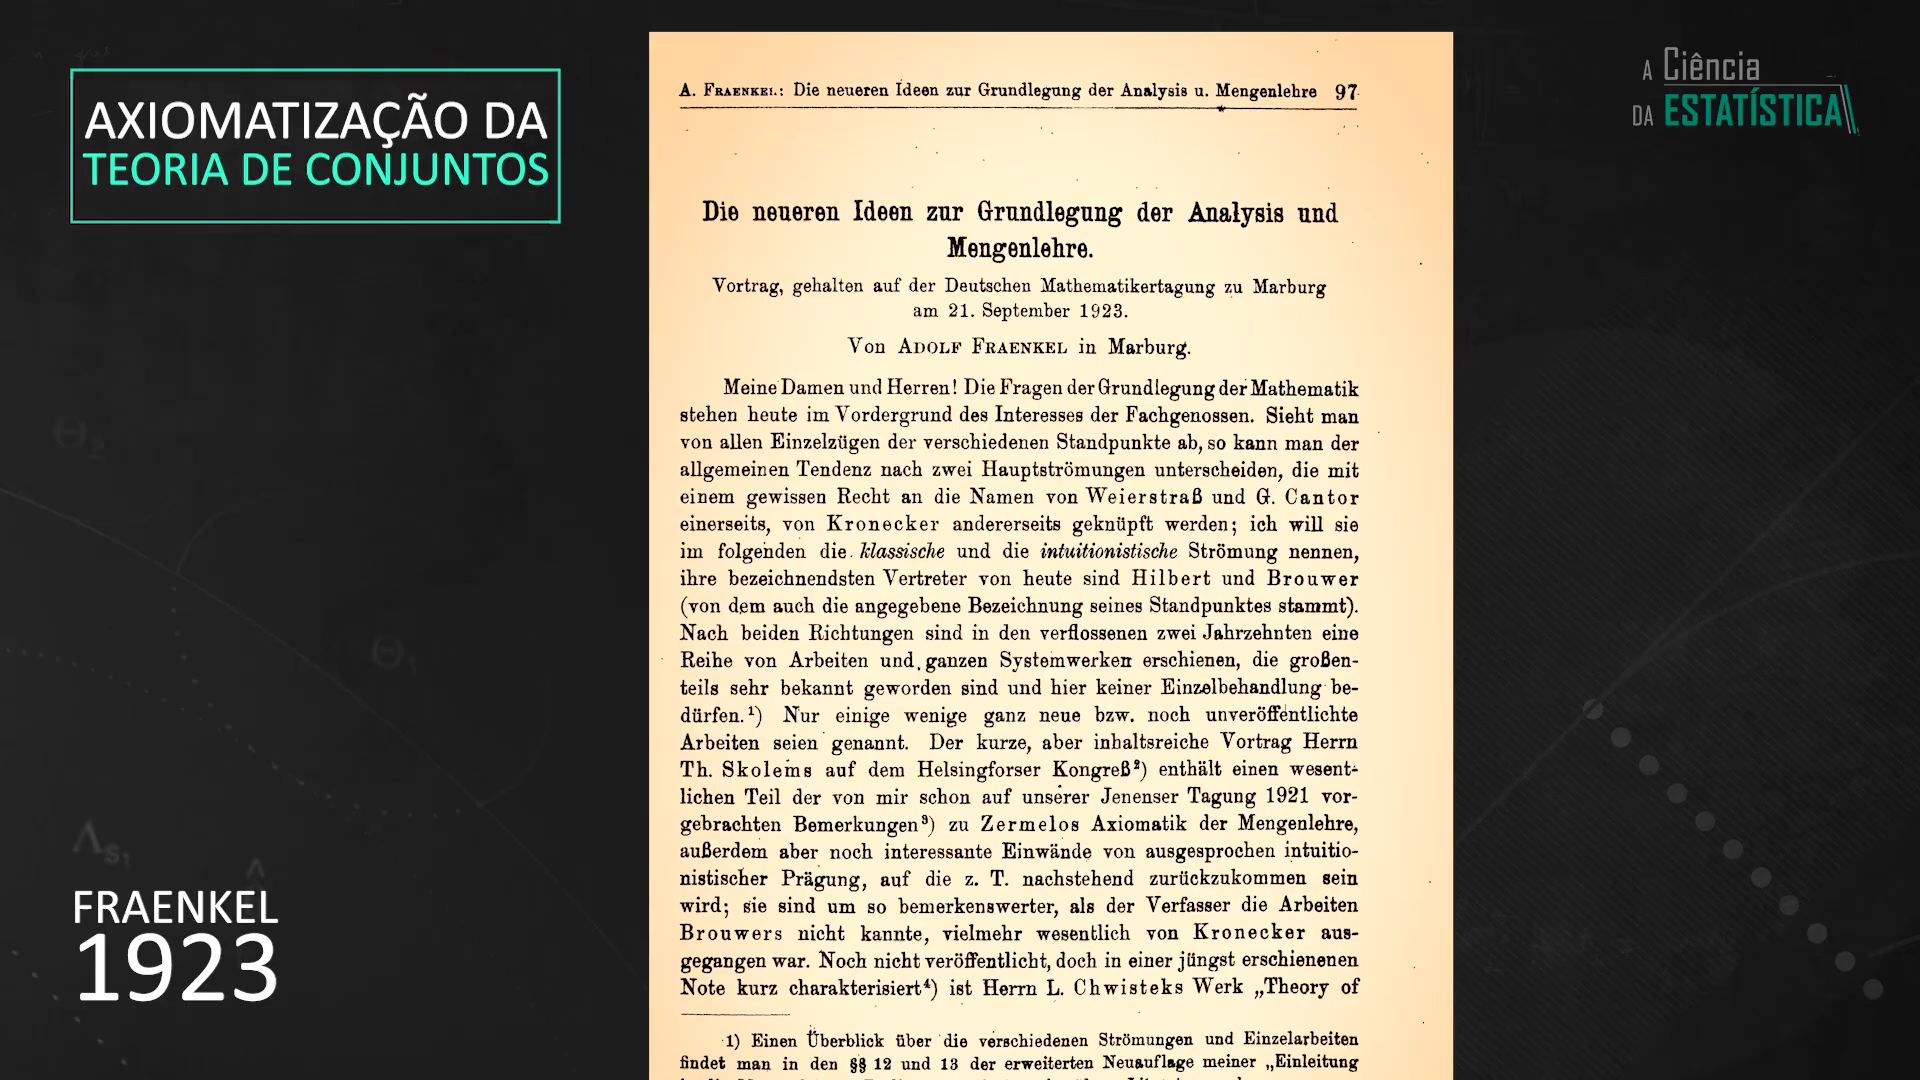 AXIOMATIZAÇÃO DA
TEORIA DE CONJUNTOS
A Ciência
DA ESTATÍSTICA
A. FRAENKEL: Die neueren Ideen zur Grundlegung der Analysis u. Mengenlehre 97
Die neueren Ideen zur Grundlegung der Analysis und
Mengenlehre.
Vortrag, gehalten auf der Deutschen Mathematikertagung zu Marburg
am 21. September 1923.
Von ADOLF FRAENKEL in Marburg.
Meine Damen und Herren! Die Fragen der Grundlegung der Mathematik
stehen heute im Vordergrund des Interesses der Fachgenossen. Sieht man
von allen Einzelzügen der verschiedenen Standpunkte ab, so kann man der
allgemeinen Tendenz nach zwei Hauptströmungen unterscheiden, die mit
einem gewissen Recht an die Namen von Weierstraß und G. Cantor
einerseits, von Kronecker andererseits geknüpft werden; ich will sie
im folgenden die klassische und die intuitionistische Strömung nennen,
ihre bezeichnendsten Vertreter von heute sind Hilbert und Brouwer
(von dem auch die angegebene Bezeichnung seines Standpunktes stammt).
Nach beiden Richtungen sind in den verflossenen zwei Jahrzehnten eine
Reihe von Arbeiten und ganzen Systemwerken erschienen, die großen-
teils sehr bekannt geworden sind und hier keiner Einzelbehandlung be-
dürfen.¹) Nur einige wenige ganz neue bzw. noch unveröffentlichte
Arbeiten seien genannt. Der kurze, aber inhaltsreiche Vortrag Herrn
Th. Skolems auf dem Helsingforser Kongreß²) enthält einen wesent-
lichen Teil der von mir schon auf unserer Jenenser Tagung 1921 vor-
gebrachten Bemerkungen³) zu Zermelos Axiomatik der Mengenlehre,
außerdem aber noch interessante Einwände von ausgesprochen intuitio-
nistischer Prägung, auf die z. T. nachstehend zurückzukommen sein
wird; sie sind um so bemerkenswerter, als der Verfasser die Arbeiten
Brouwers nicht kannte, vielmehr wesentlich von Kronecker aus-
gegangen war. Noch nicht veröffentlicht, doch in einer jüngst erschienenen
Note kurz charakterisiert⁴) ist Herrn L. Chwisteks Werk „Theory of
1) Einen Überblick über die verschiedenen Strömungen und Einzelarbeiten
findet man in den §§ 12 und 13 der erweiterten Neuauflage meiner „Einleitung
FRAENKEL
1923
Θ₂
Θ₁
Λs₁